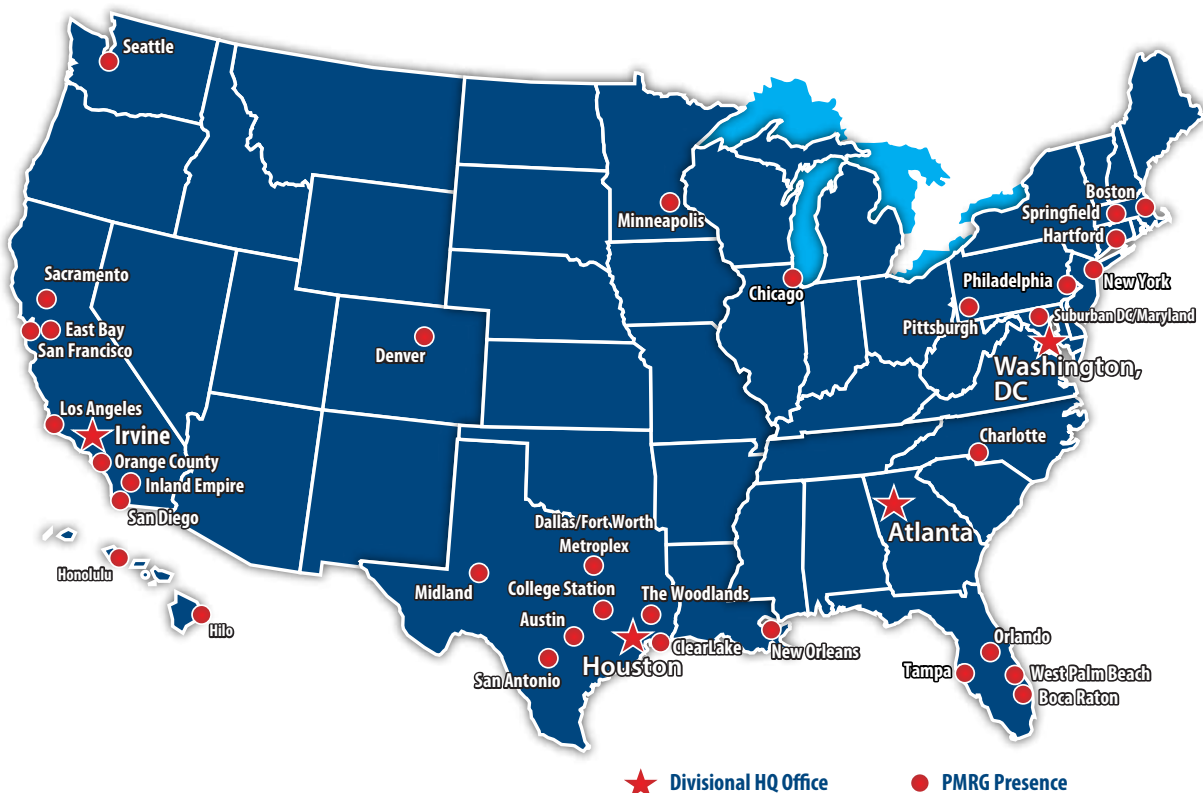 Seattle
Minneapolis
Boston
Springfield
Hartford
Sacramento
Chicago
Philadelphia
New York
East Bay
San Francisco
Denver
Pittsburgh
Suburban DC/Maryland
Washington,
DC
Los Angeles
Irvine
Charlotte
Orange County
Inland Empire
San Diego
Atlanta
Dallas/Fort Worth
Metroplex
Honolulu
Midland
College Station
The Woodlands
Hilo
Austin
ClearLake
New Orleans
Orlando
Houston
San Antonio
Tampa
West Palm Beach
Boca Raton
Divisional HQ Office
PMRG Presence